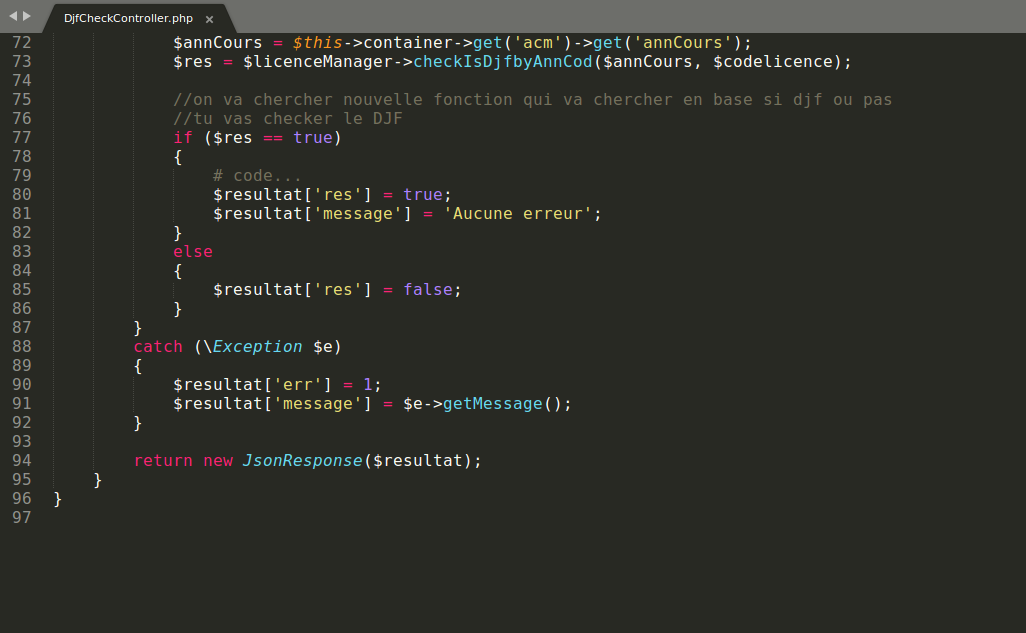 DjfCheckController.php ×
72 $annCours = $this->container->get('acm')->get('annCours');
73 $res = $licenceManager->checkIsDjfbyAnnCod($annCours, $codelicence);
74
75 //on va chercher nouvelle fonction qui va chercher en base si djf ou pas
76 //tu vas checker le DJF
77 if ($res == true)
78 {
79 # code...
80 $resultat['res'] = true;
81 $resultat['message'] = 'Aucune erreur';
82 }
83 else
84 {
85 $resultat['res'] = false;
86 }
87 }
88 catch (\Exception $e)
89 {
90 $resultat['err'] = 1;
91 $resultat['message'] = $e->getMessage();
92 }
93
94 return new JsonResponse($resultat);
95 }
96 }
97